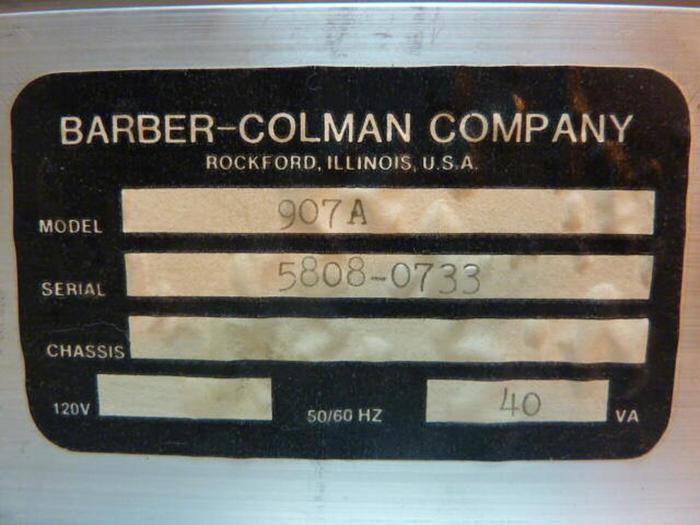 BARBER-COLMAN COMPANY
ROCKFORD, ILLINOIS, U.S.A.
MODEL 907A
SERIAL 5808-0733
CHASSIS
120V 50/60 HZ 40 VA